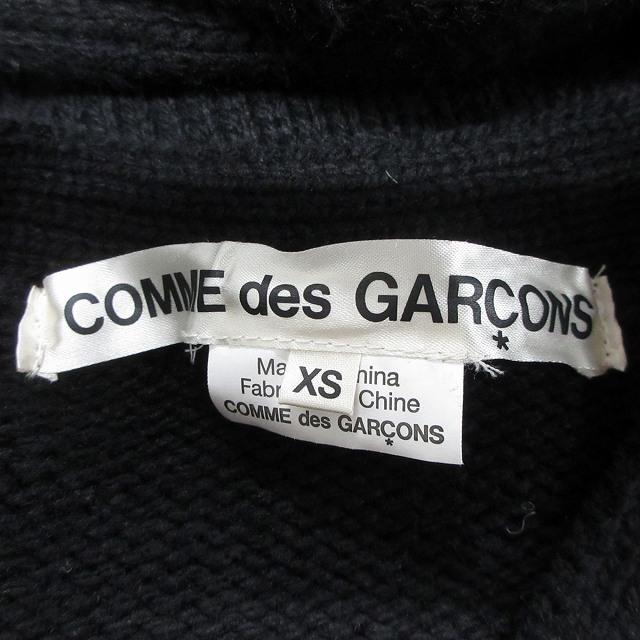 COMME des GARÇONS
*
XS
Ma hina
Fabr Chine
COMME des GARÇONS
*